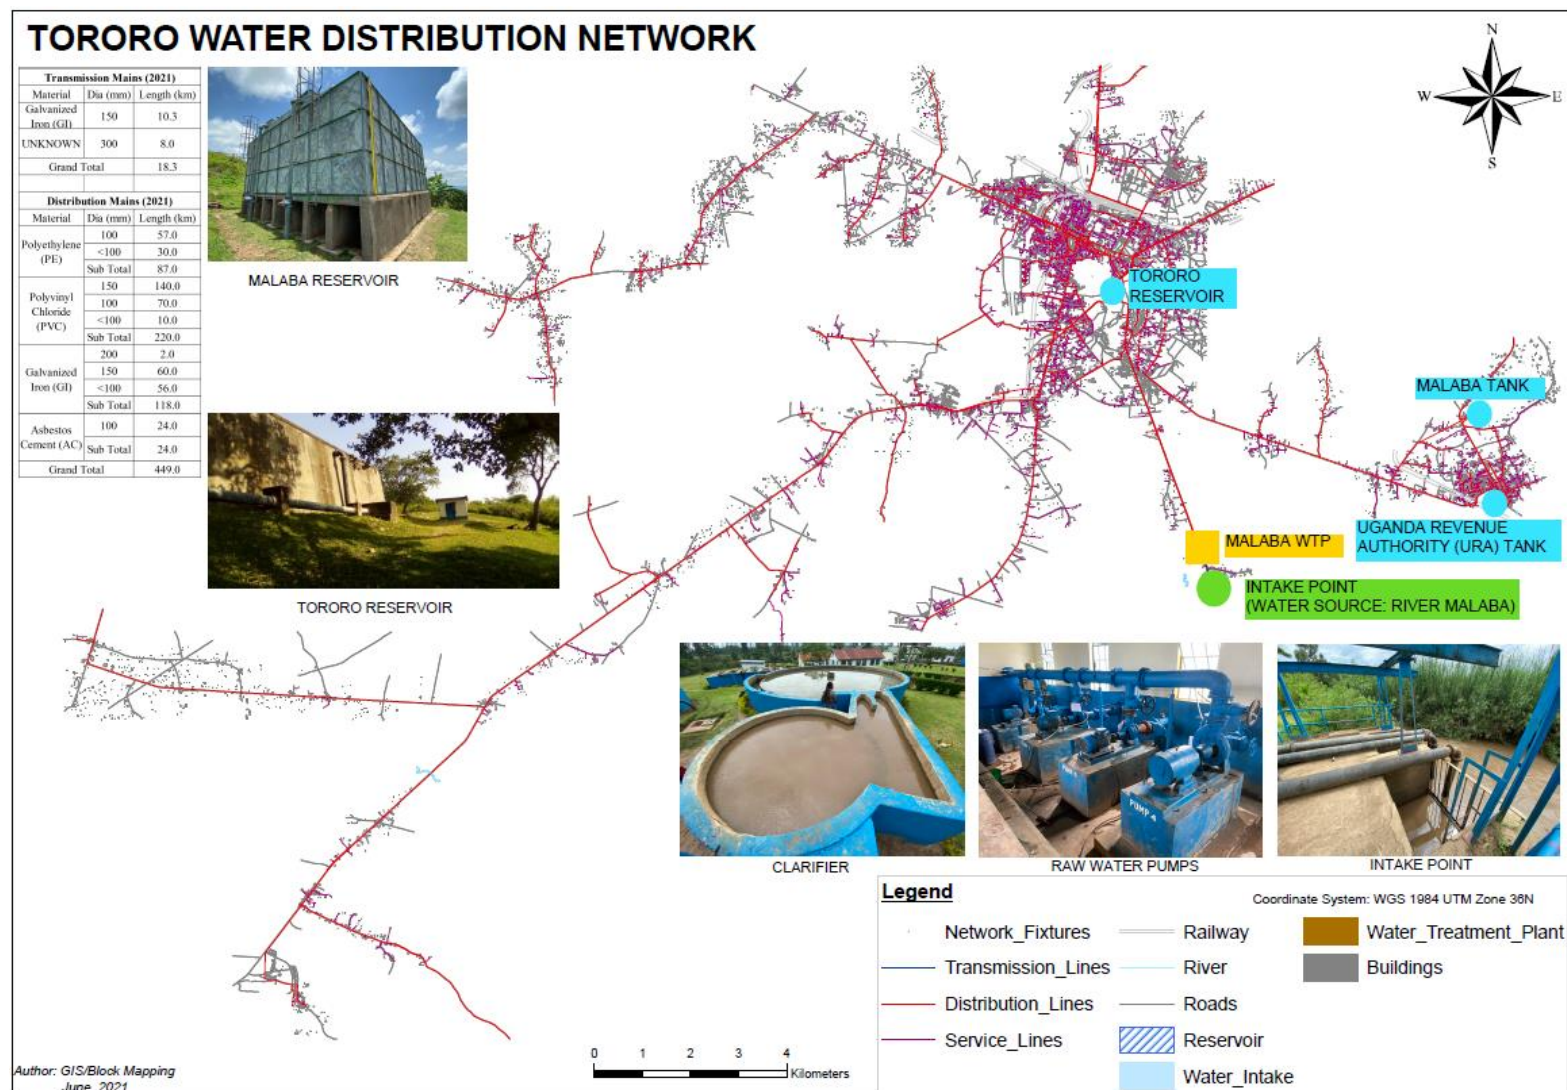 TORORO WATER DISTRIBUTION NETWORK
Transmission Mains (2021)
Material Dia (mm) Length (km)
Galvanized
Iron (GI) 150 10.3
UNKNOWN 300 8.0
Grand Total 18.3
Distribution Mains (2021)
Material Dia (mm) Length (km)
Polyethylene
(PE)
100 57.0
<100 30.0
Sub Total 87.0
Polyvinyl
Chloride
(PVC)
150 140.0
100 70.0
<100 10.0
Sub Total 220.0
Galvanized
Iron (GI)
200 2.0
150 60.0
<100 56.0
Sub Total 118.0
Asbestos
Cement (AC)
100 24.0
Sub Total 24.0
Grand Total 449.0
MALABA RESERVOIR
TORORO RESERVOIR
N
W
E
S
TORORO
RESERVOIR
MALABA TANK
UGANDA REVENUE
AUTHORITY (URA) TANK
MALABA WTP
INTAKE POINT
(WATER SOURCE: RIVER MALABA)
PUMP 4
CLARIFIER
RAW WATER PUMPS
INTAKE POINT
Legend
Coordinate System: WGS 1984 UTM Zone 36N
Network_Fixtures
Transmission_Lines
Distribution_Lines
Service_Lines
Railway
River
Roads
Reservoir
Water_Intake
Water_Treatment_Plant
Buildings
0 1 2 3 4
Kilometers
Author: GIS/Block Mapping
June, 2021